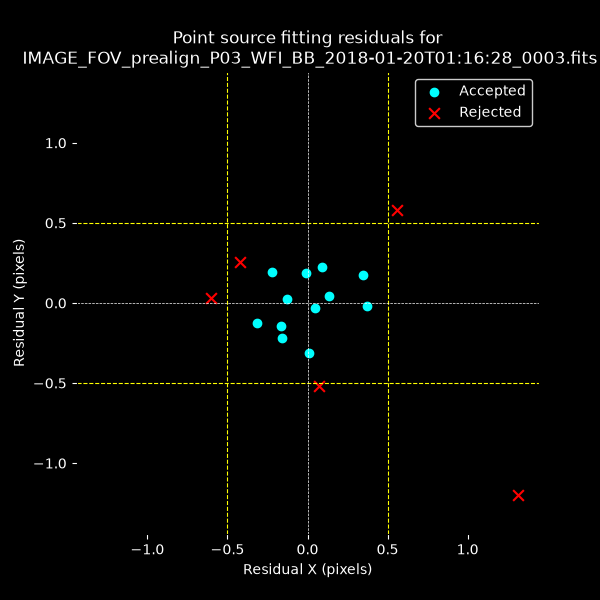 Point source fitting residuals for
IMAGE_FOV_prealign_P03_WFI_BB_2018-01-20T01:16:28_0003.fits
Accepted
Rejected
1.0
0.5
0.0
−0.5
−1.0
Residual Y (pixels)
−1.0 −0.5 0.0 0.5 1.0
Residual X (pixels)